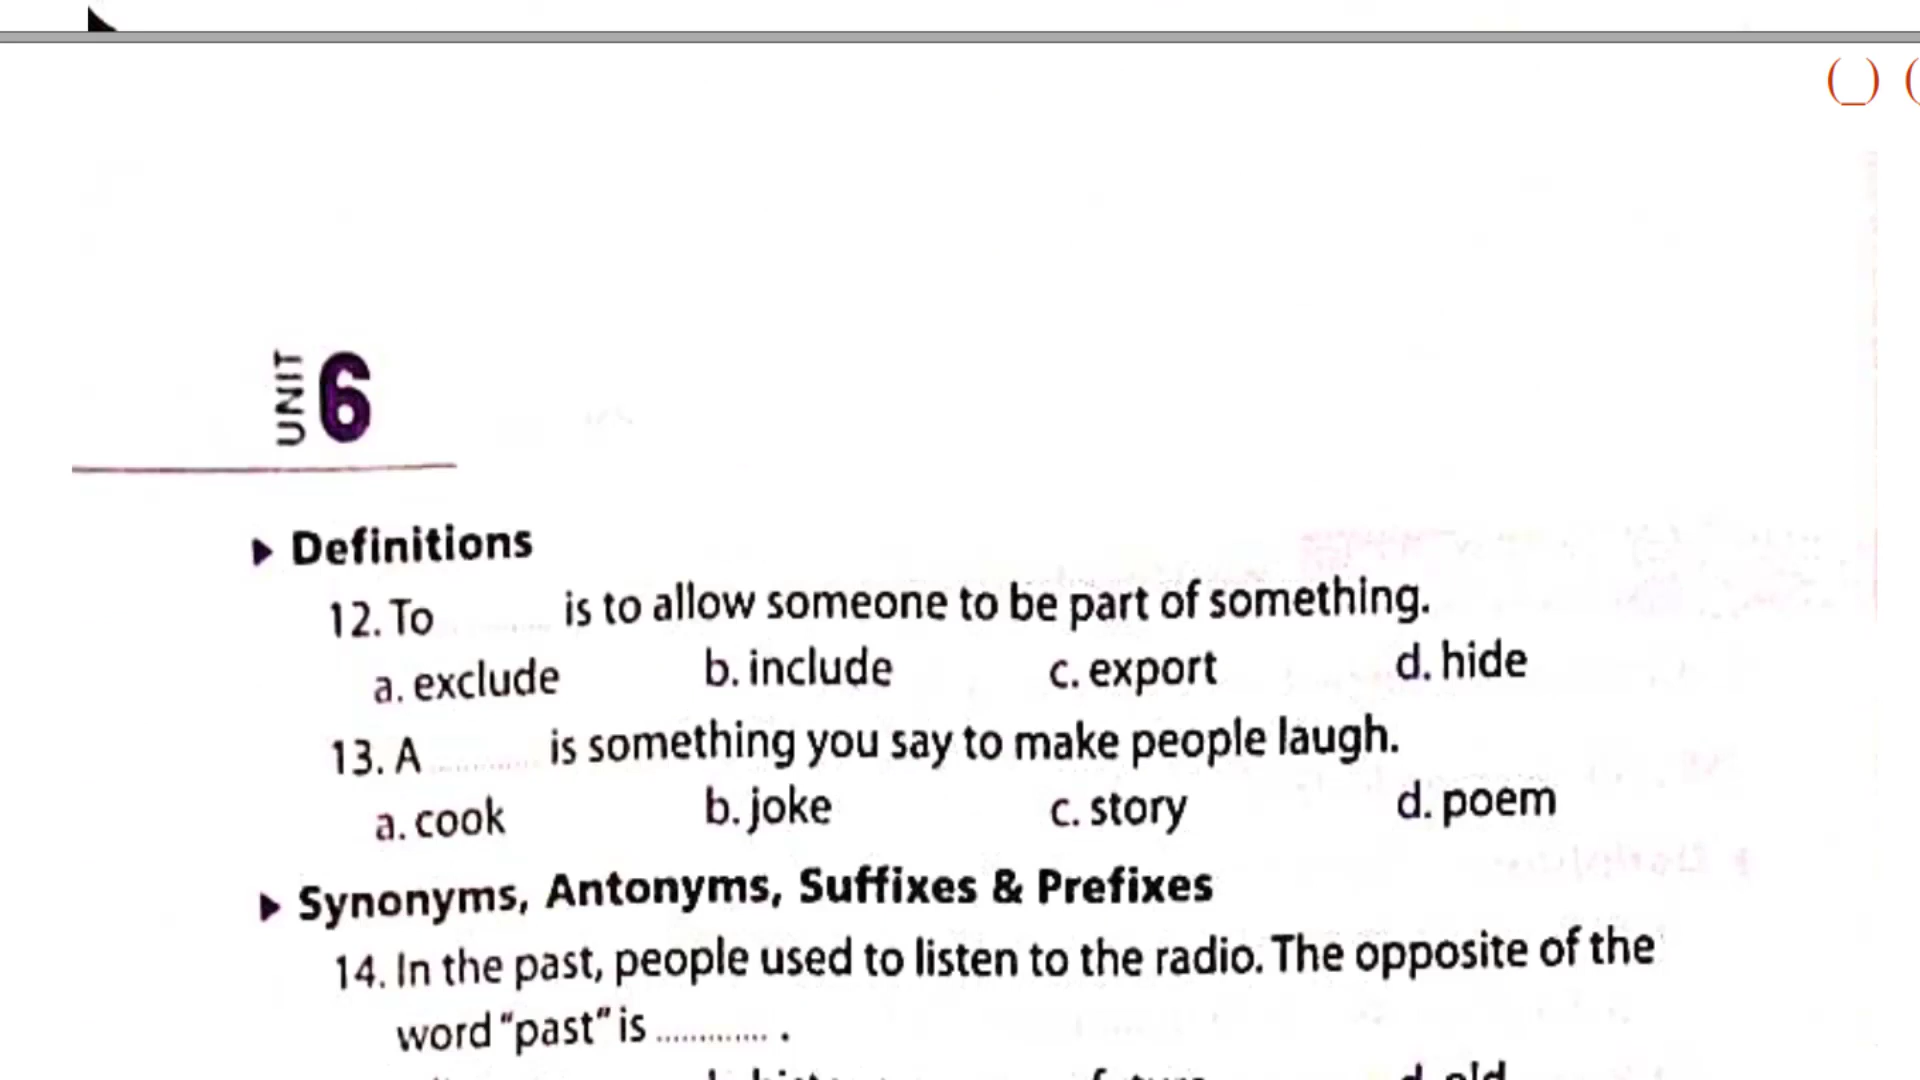 (_) (
UNIT 6
Definitions
12. To ........ is to allow someone to be part of something.
a. exclude b. include c. export d. hide
13. A ........ is something you say to make people laugh.
a. cook b. joke c. story d. poem
Synonyms, Antonyms, Suffixes & Prefixes
14. In the past, people used to listen to the radio. The opposite of the
word “past” is ............. .
d. old